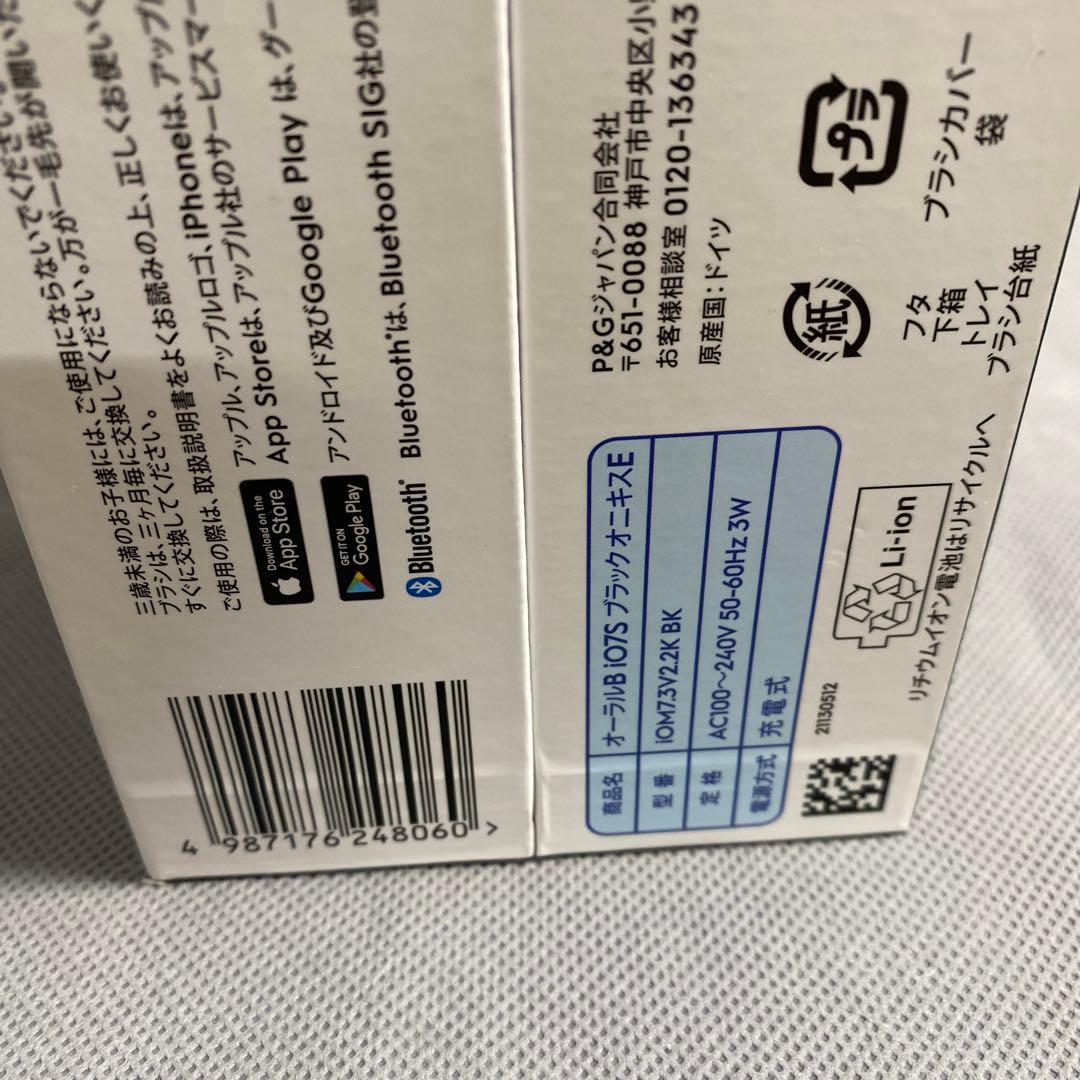 三歳未満のお子様には、ご使用にならないでください。
ブラシは、三ヶ月毎に交換してください。万が一毛先が開いた
すぐに交換してください。
ご使用の際は、取扱説明書をよくお読みの上、正しくお使いく
Download on the
App Store
アップル、アップルロゴ、iPhoneは、アップル
App Storeは、アップル社のサービスマー
GET IT ON
Google Play
アンドロイド及びGoogle Play は、グー
Bluetooth®
Bluetooth®は、Bluetooth SIG社の登
4 987176 248060 >
P&Gジャパン合同会社
〒651-0088 神戸市中央区小
お客様相談室 0120-136343
原産国：ドイツ
プラ
ブラシカバー
袋
紙
フタ
下箱
トレイ
ブラシ台紙
商品名 オーラルB iO7S ブラックオニキスE
型番 iOM7.3V2.2K BK
定格 AC100～240V 50-60Hz 3W
電源方式 充電式
21130512
Li-ion
リチウムイオン電池はリサイクルへ